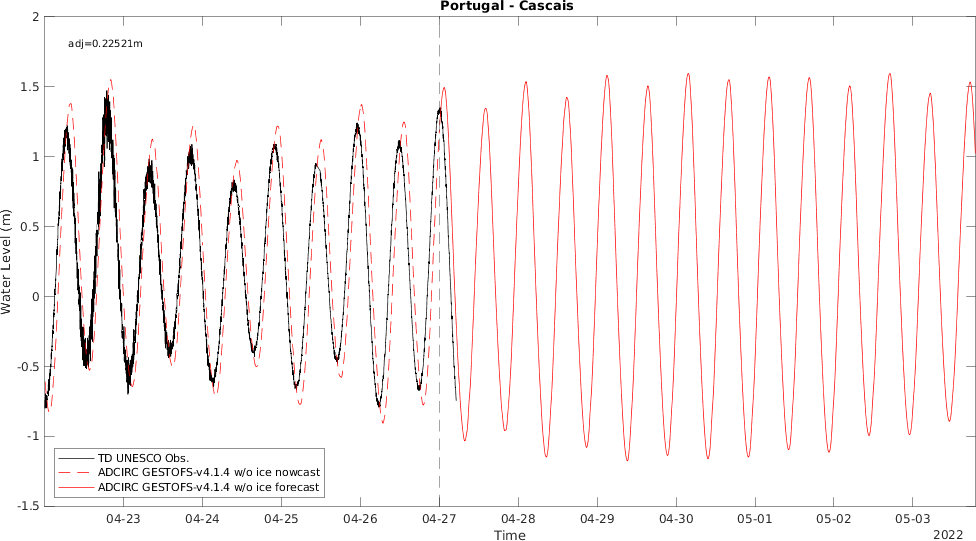 Portugal - Cascais
adj=0.22521m
Water Level (m)
2
1.5
1
0.5
0
-0.5
-1
-1.5
TD UNESCO Obs.
ADCIRC GESTOFS-v4.1.4 w/o ice nowcast
ADCIRC GESTOFS-v4.1.4 w/o ice forecast
04-23 04-24 04-25 04-26 04-27 04-28 04-29 04-30 05-01 05-02 05-03
Time
2022